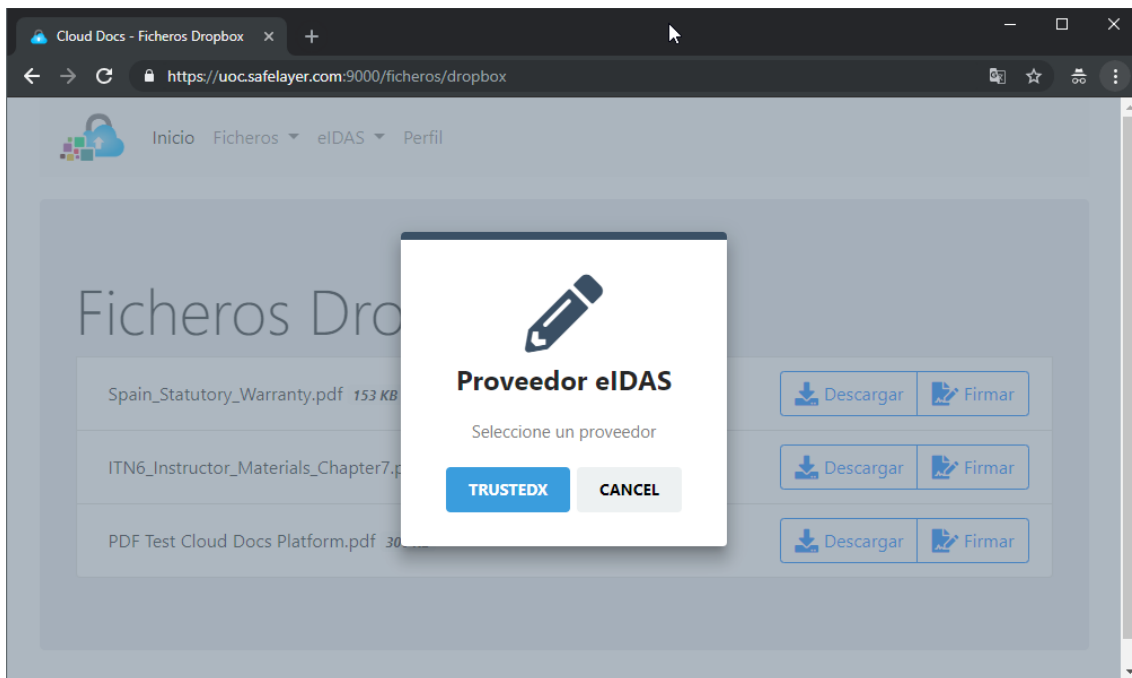 Cloud Docs - Ficheros Dropbox
https://uoc.safelayer.com:9000/ficheros/dropbox
Inicio Ficheros eIDAS Perfil
Ficheros Dro
Proveedor eIDAS
Seleccione un proveedor
TRUSTEDX CANCEL
Spain_Statutory_Warranty.pdf 153 KB Descargar Firmar
ITN6_Instructor_Materials_Chapter7.p Descargar Firmar
PDF Test Cloud Docs Platform.pdf Descargar Firmar